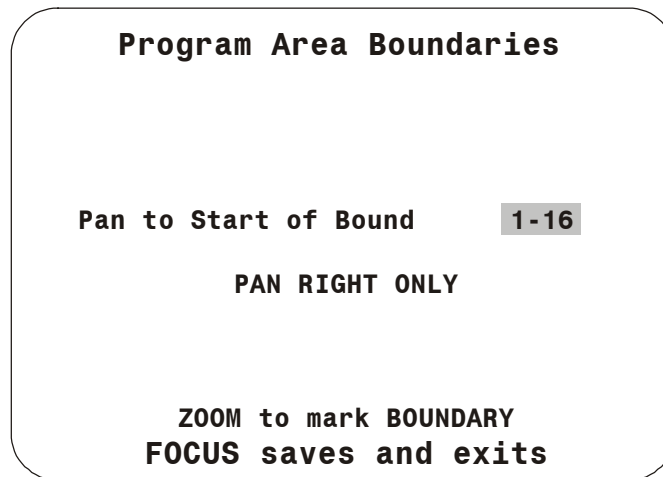 Program Area Boundaries
Pan to Start of Bound 1-16
PAN RIGHT ONLY
ZOOM to mark BOUNDARY
FOCUS saves and exits